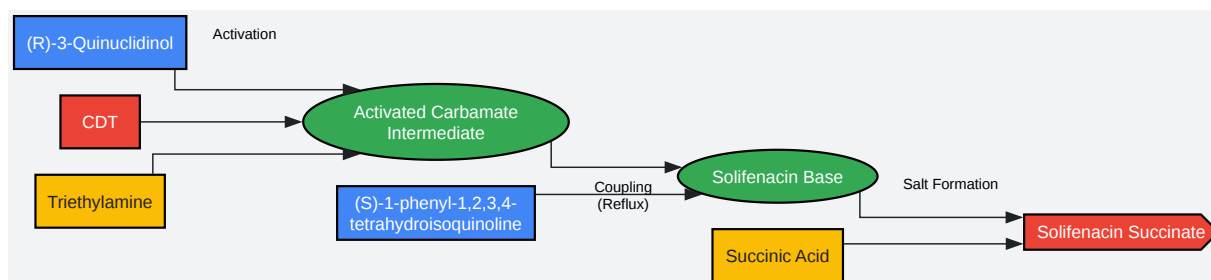 (R)-3-Quinuclidinol
Activation
CDT
Triethylamine
Activated Carbamate
Intermediate
(S)-1-phenyl-1,2,3,4-
tetrahydroisoquinoline
Coupling
(Reflux)
Solifenacin Base
Salt Formation
Succinic Acid
Solifenacin Succinate